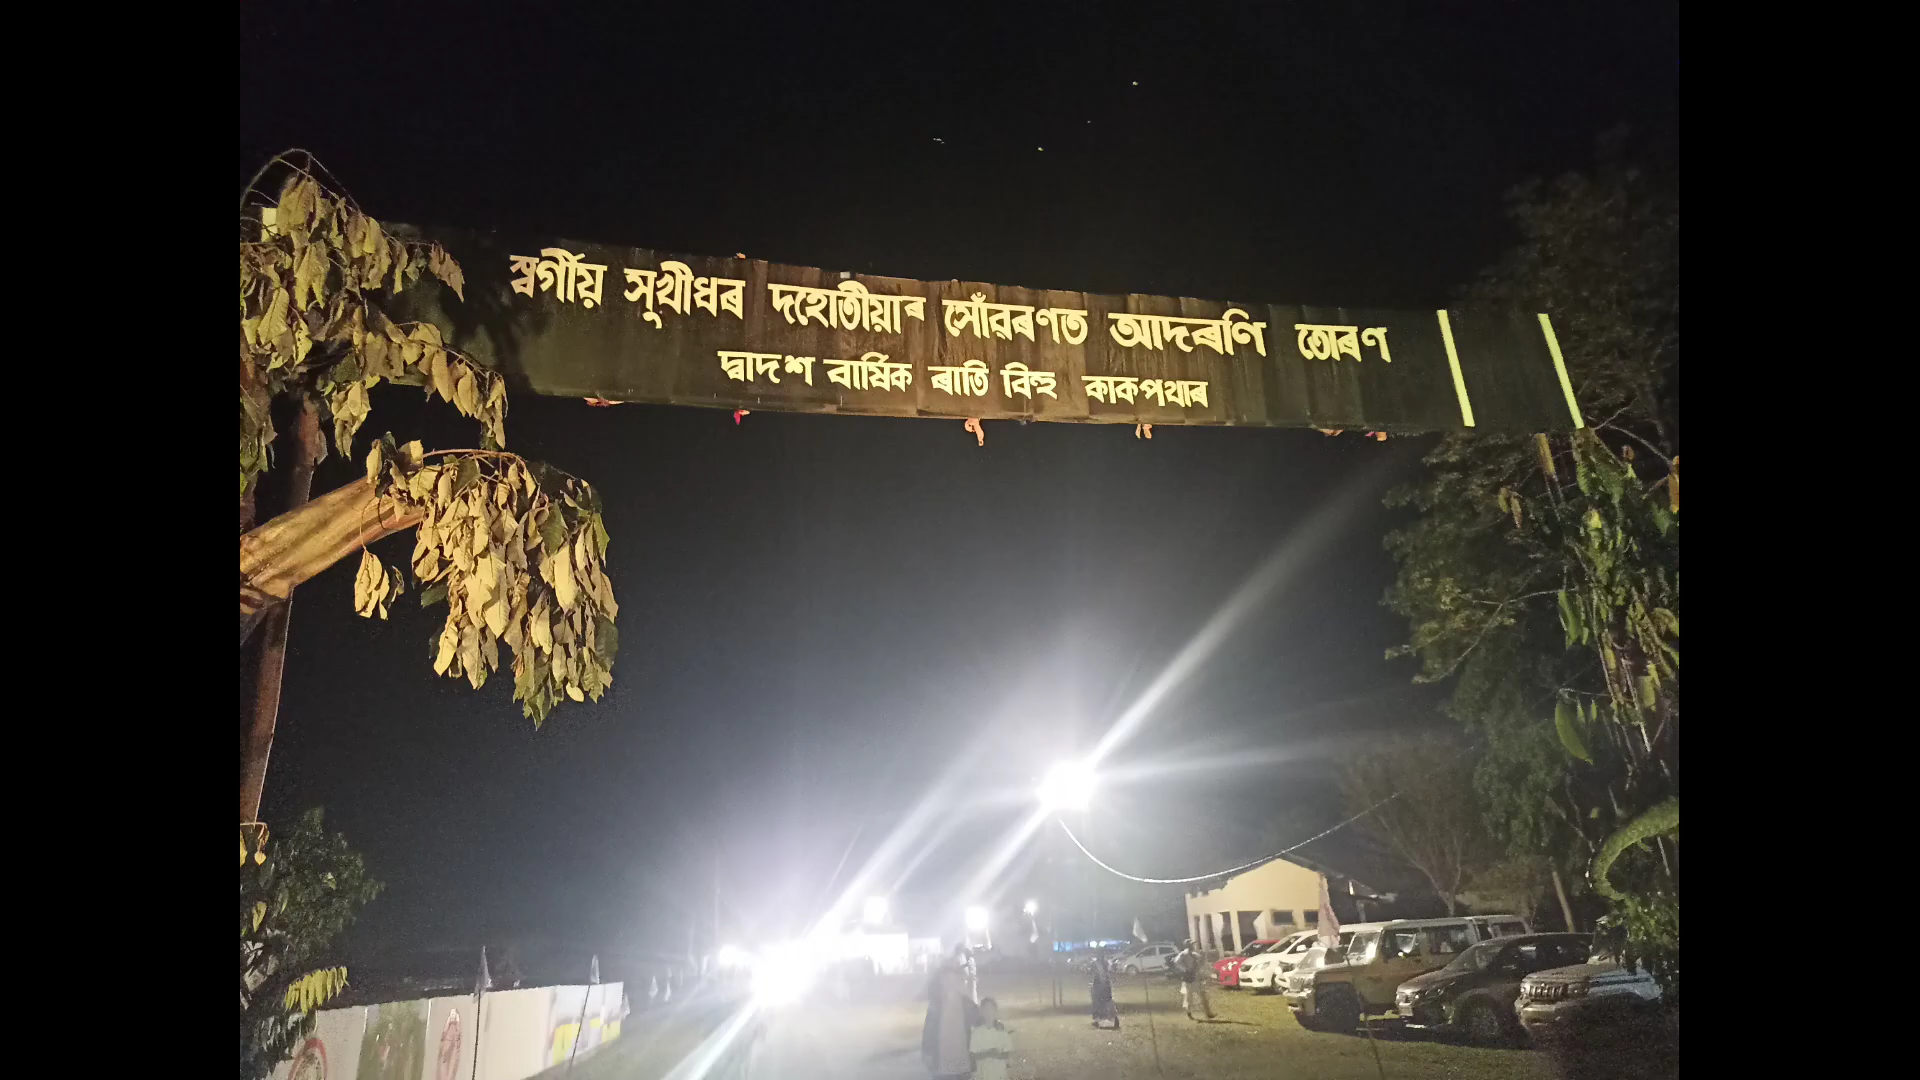 স্বৰ্গীয় সুখীধৰ দহোতীয়াৰ সোঁৱৰণত আদৰণি তোৰণ
দ্বাদশ বাৰ্ষিক ৰাতি বিহু কাকপথাৰ